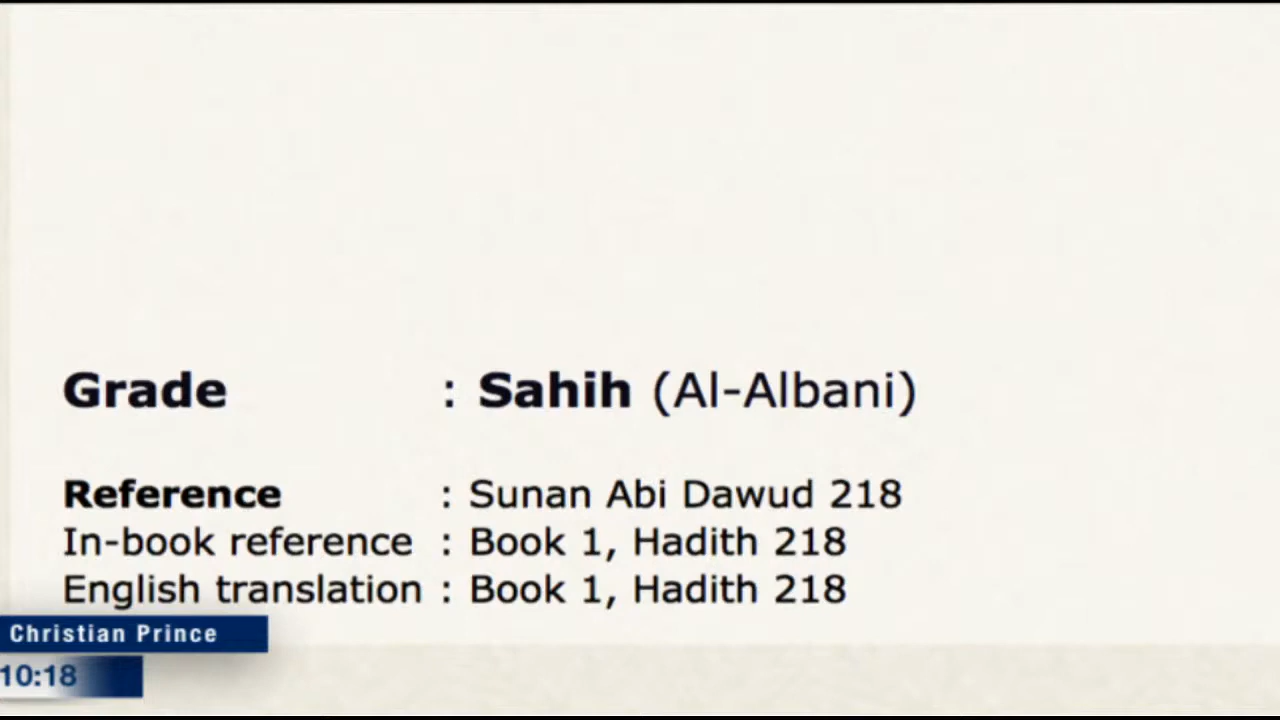 Grade : Sahih (Al-Albani)
Reference : Sunan Abi Dawud 218
In-book reference : Book 1, Hadith 218
English translation : Book 1, Hadith 218
Christian Prince
10:18